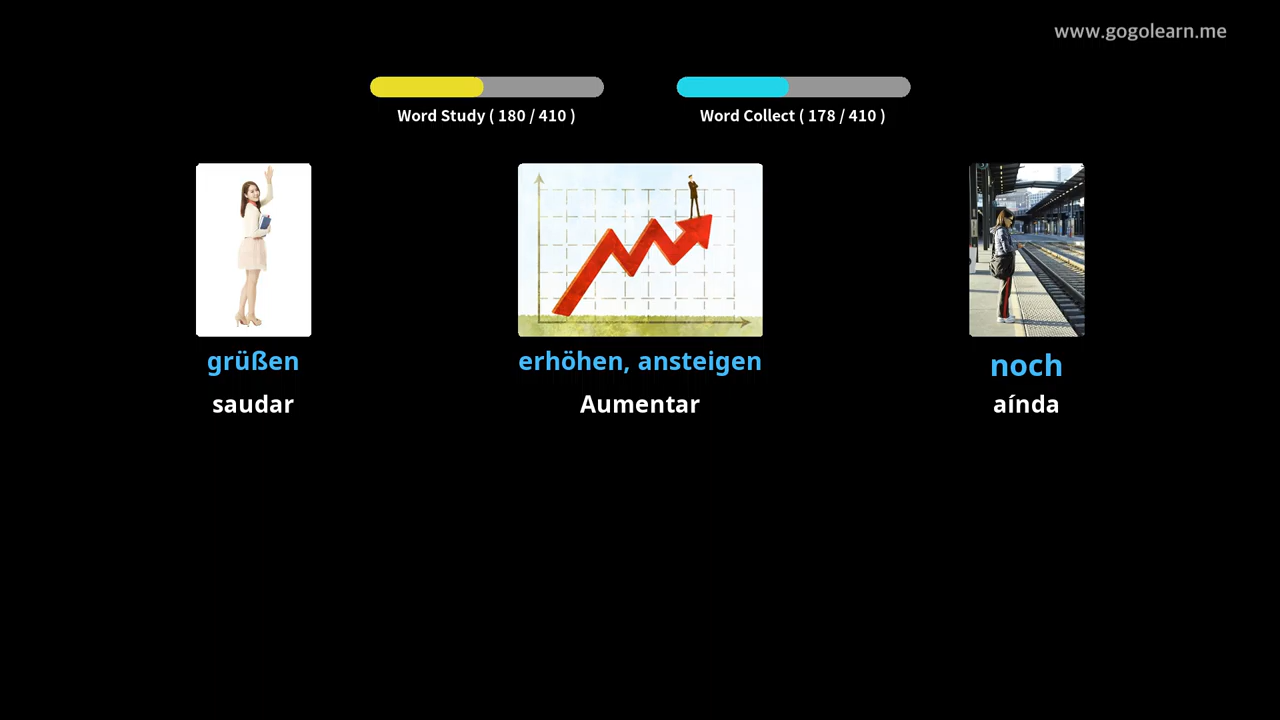 www.gogolearn.me
Word Study ( 180 / 410 )
Word Collect ( 178 / 410 )
grüßen
saudar
erhöhen, ansteigen
Aumentar
noch
aínda